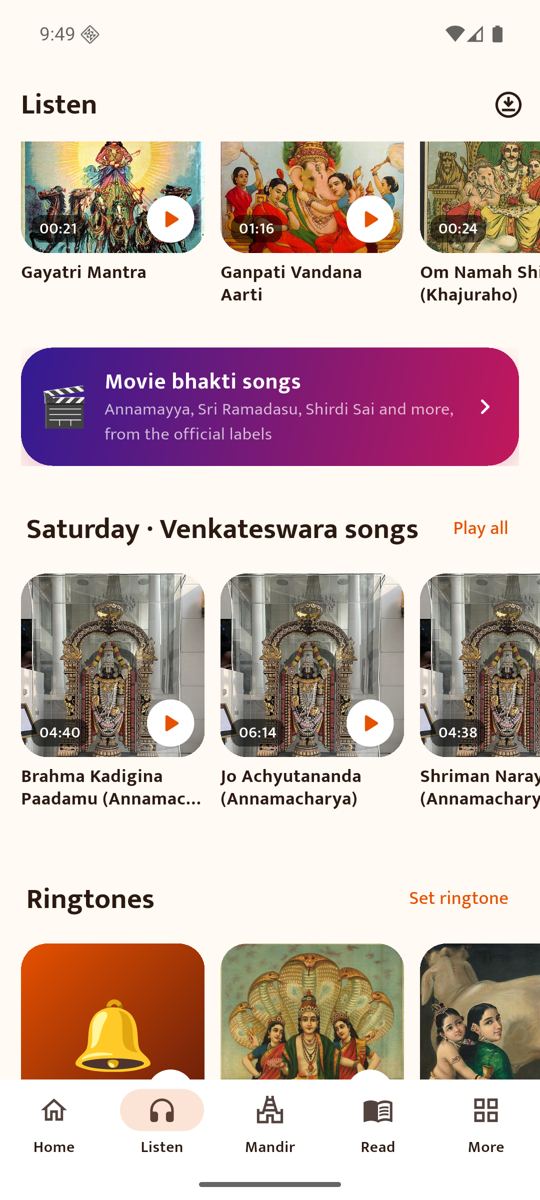 9:49
Listen
00:21
01:16
00:24
Gayatri Mantra
Ganpati Vandana
Aarti
Om Namah Shi
(Khajuraho)
Movie bhakti songs
Annamayya, Sri Ramadasu, Shirdi Sai and more,
from the official labels
Saturday · Venkateswara songs
Play all
04:40
06:14
04:38
Brahma Kadigina
Paadamu (Annamac...
Jo Achyutananda
(Annamacharya)
Shriman Naray
(Annamachary
Ringtones
Set ringtone
Home
Listen
Mandir
Read
More